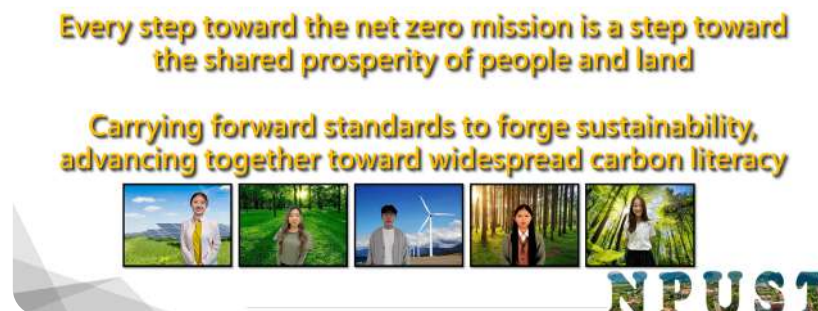 Every step toward the net zero mission is a step toward
the shared prosperity of people and land
Carrying forward standards to forge sustainability,
advancing together toward widespread carbon literacy
NPUST